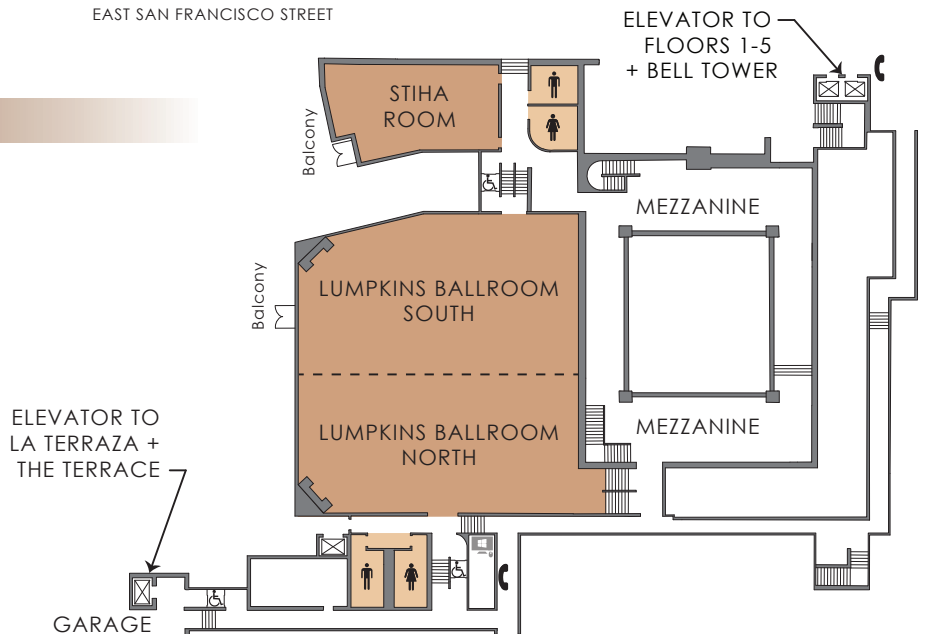 EAST SAN FRANCISCO STREET
ELEVATOR TO
FLOORS 1-5
+ BELL TOWER
STIHA
ROOM
Balcony
MEZZANINE
LUMPKINS BALLROOM
SOUTH
Balcony
LUMPKINS BALLROOM
NORTH
MEZZANINE
ELEVATOR TO
LA TERRAZA +
THE TERRACE
GARAGE